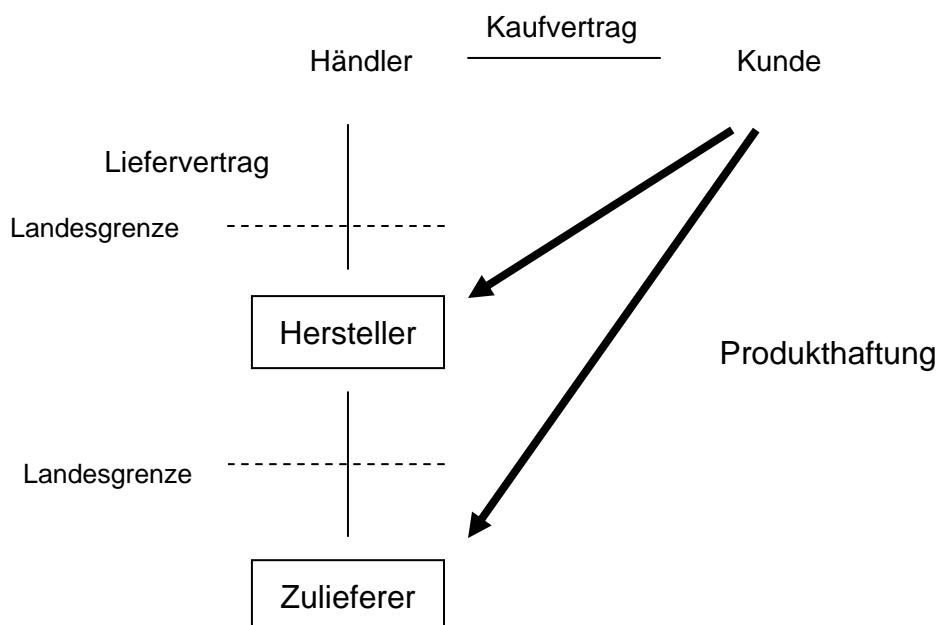 Kaufvertrag
Händler
Kunde
Liefervertrag
Landesgrenze
Hersteller
Produkthaftung
Landesgrenze
Zulieferer